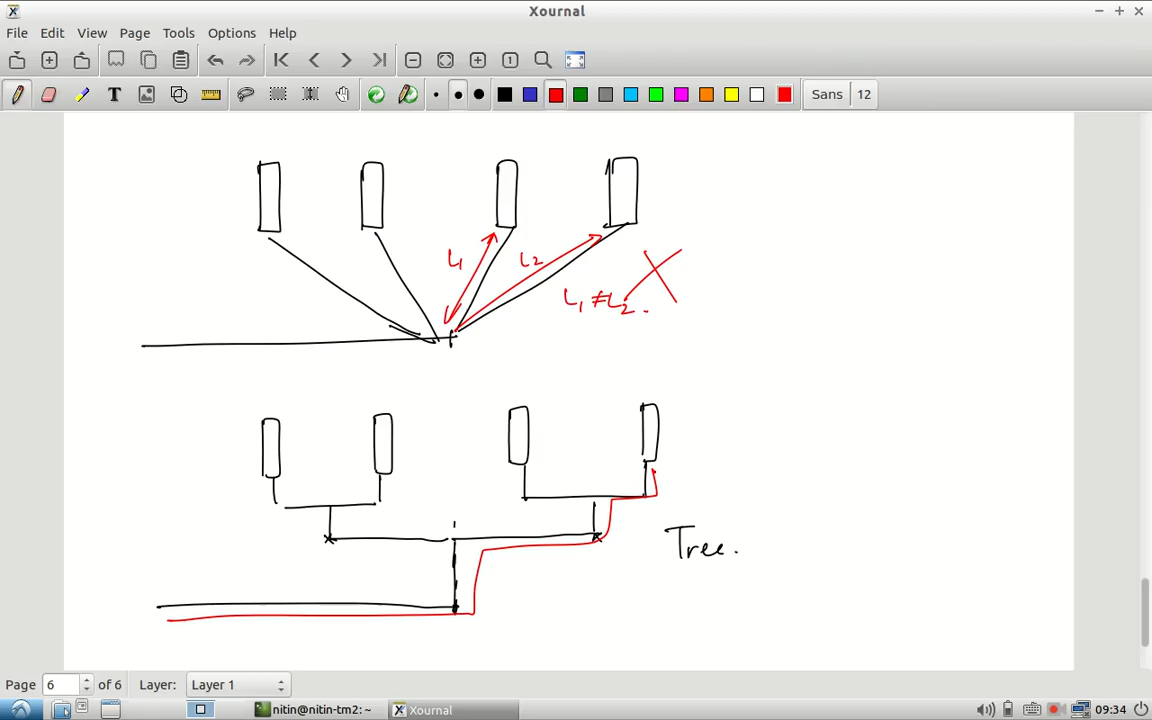 Xournal
File Edit View Page Tools Options Help
Sans 12
L1 L2
L1 ≠ L2.
Tree.
Page 6 of 6 Layer: Layer 1
nitin@nitin-tm2: ~ Xournal 09:34